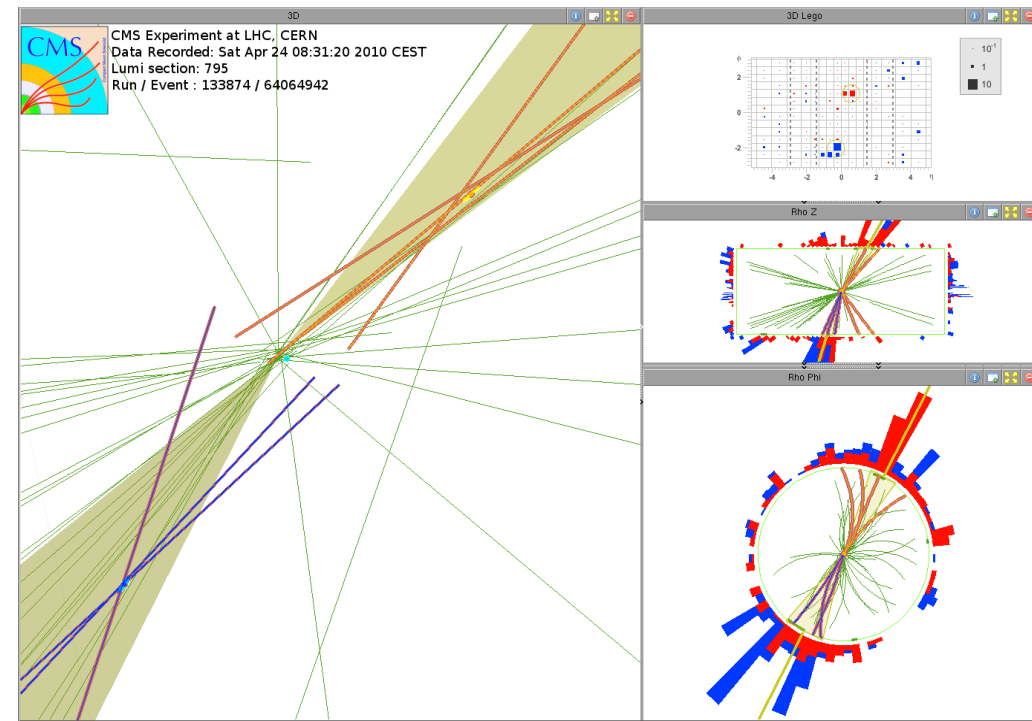 3D
CMS
CMS Experiment at LHC, CERN
Data Recorded: Sat Apr 24 08:31:20 2010 CEST
Lumi section: 795
Run / Event : 133874 / 64064942
3D Lego
10⁻¹
1
10
φ
2
0
-2
-4 -2 0 2 4 η
Rho Z
Rho Phi